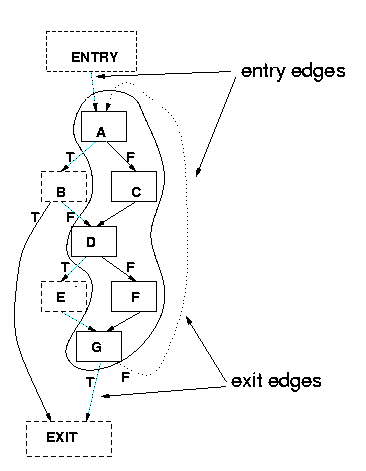 ENTRY
entry edges
A
T F
B C
T F
D
T F
E F
G
T F
exit edges
EXIT